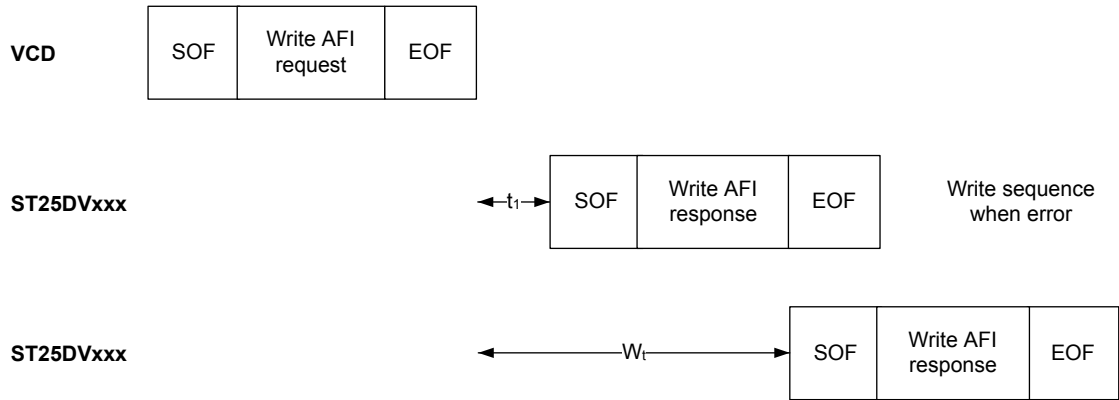 VCD
SOF
Write AFI
request
EOF
ST25DVxxx
t1
SOF
Write AFI
response
EOF
Write sequence
when error
ST25DVxxx
Wt
SOF
Write AFI
response
EOF